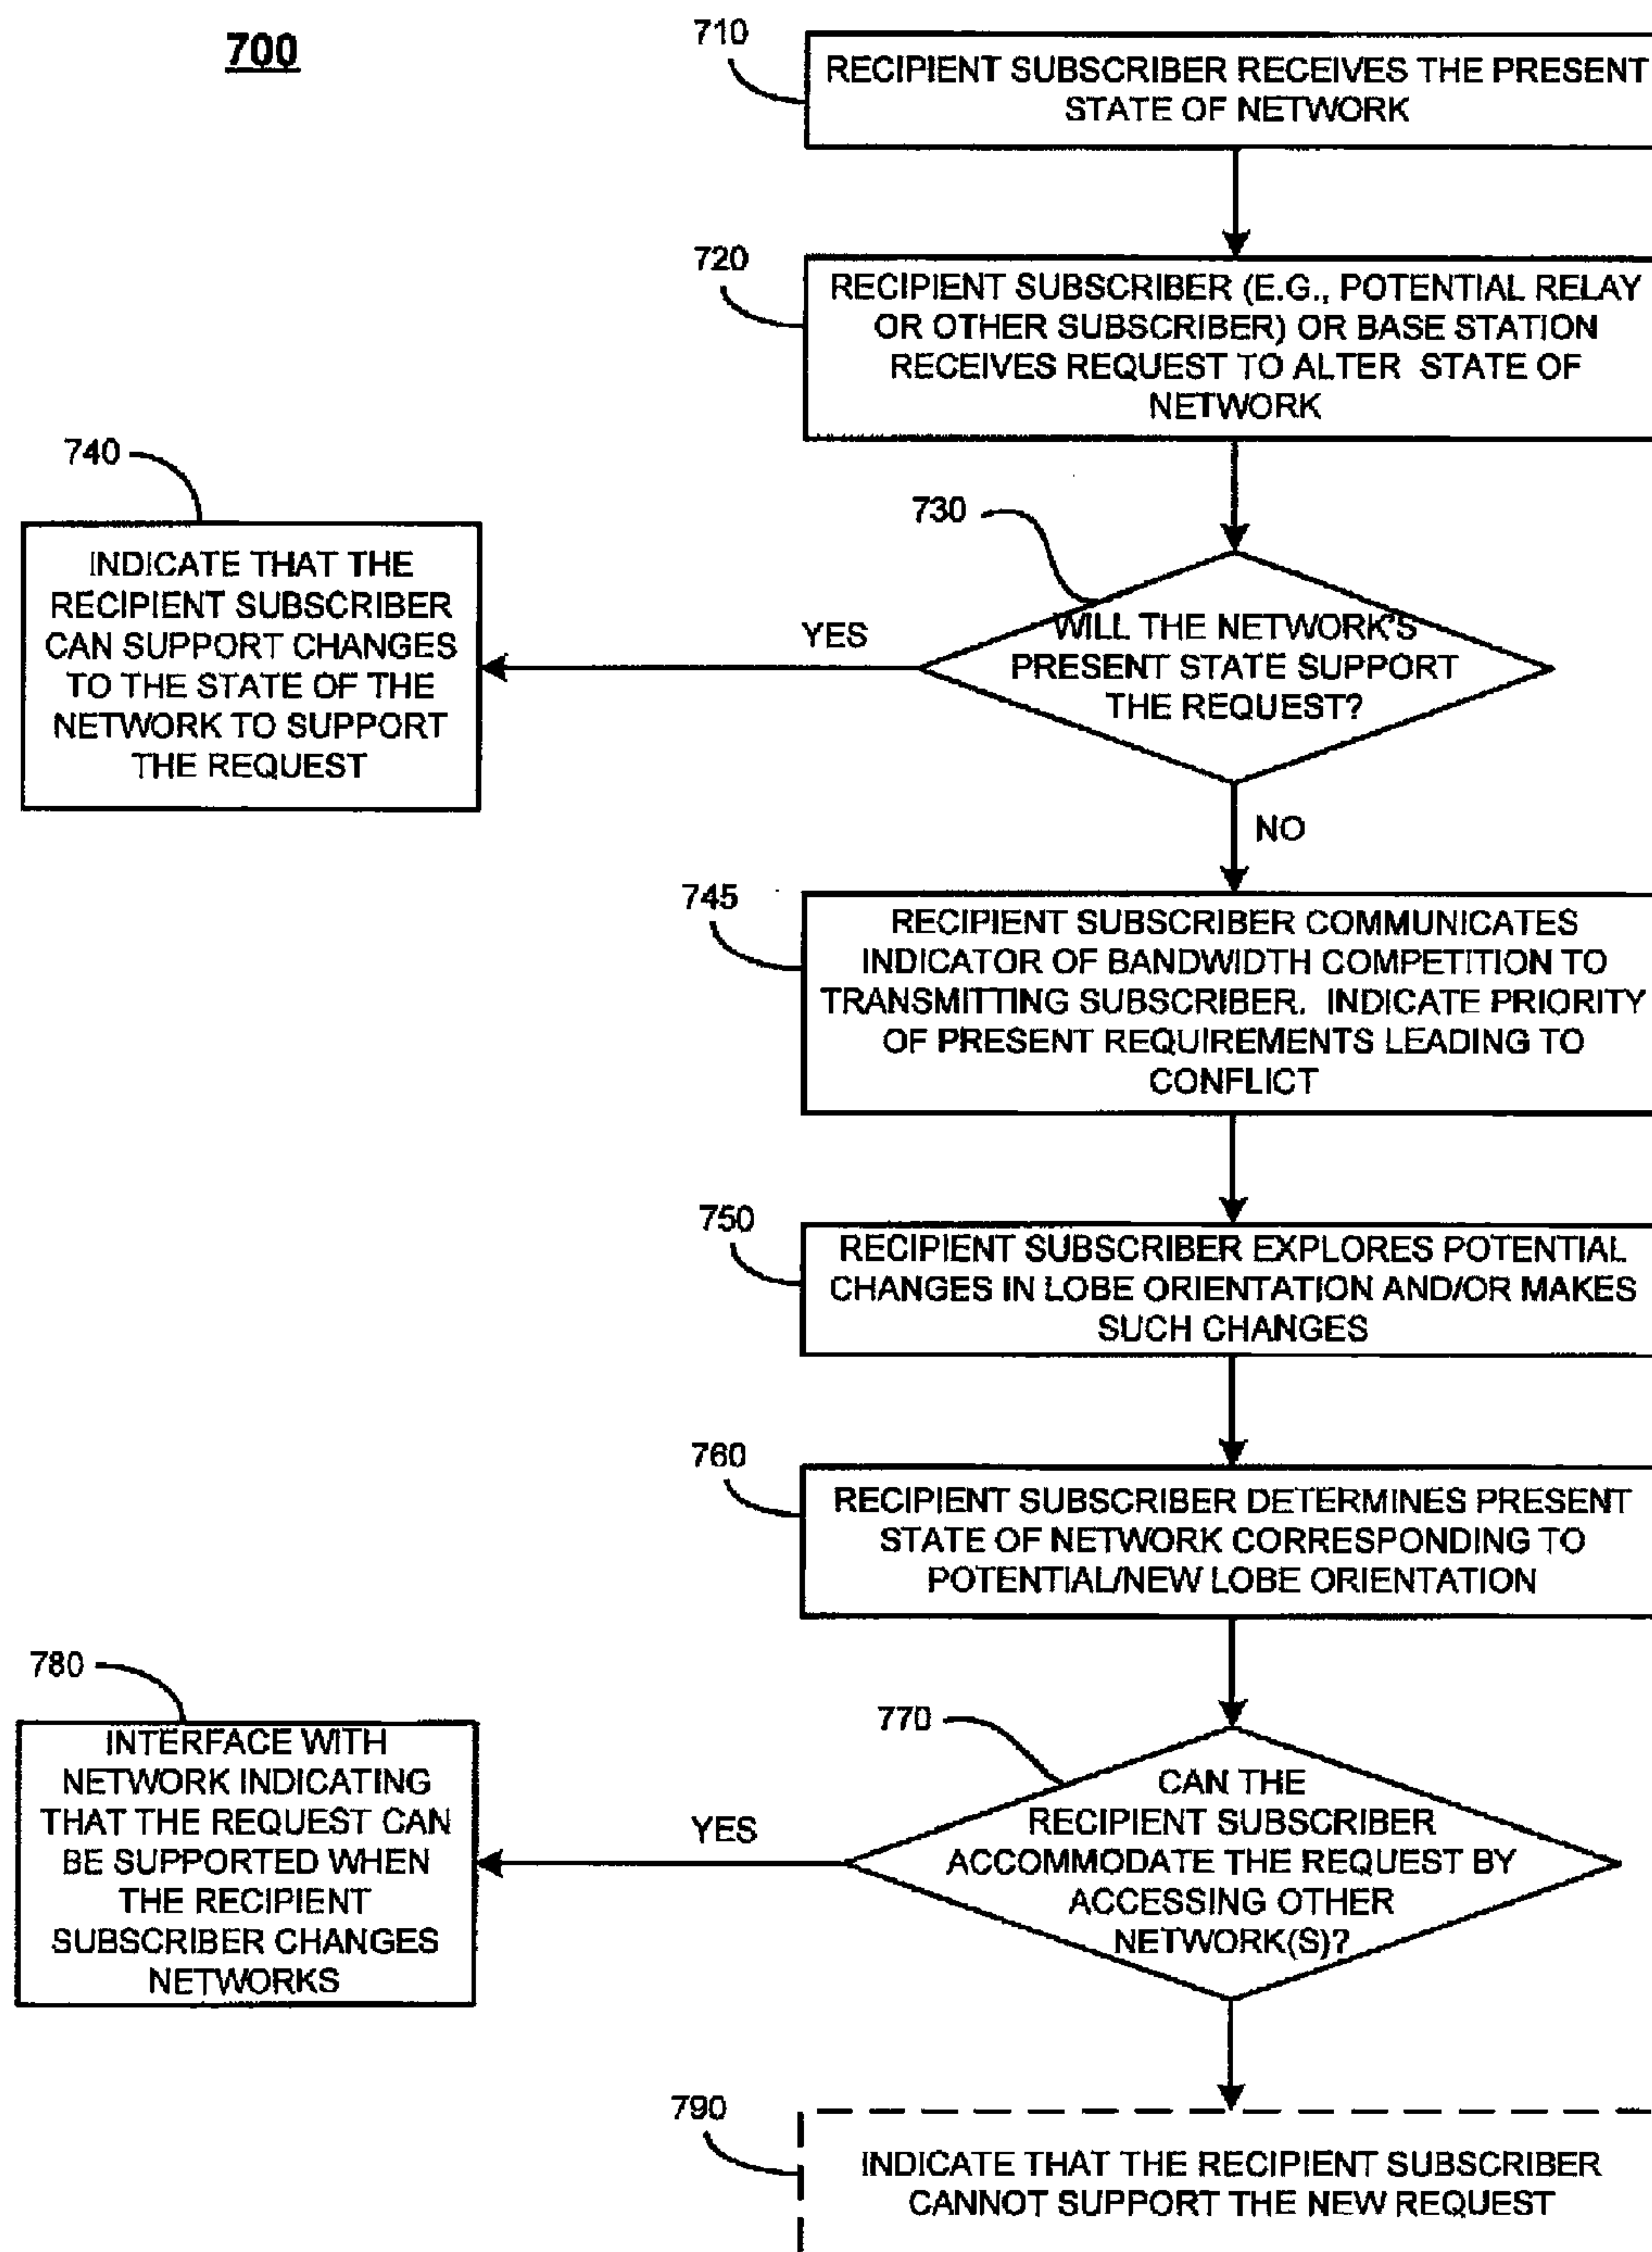 700
710
RECIPIENT SUBSCRIBER RECEIVES THE PRESENT
STATE OF NETWORK
720
RECIPIENT SUBSCRIBER (E.G., POTENTIAL RELAY
OR OTHER SUBSCRIBER) OR BASE STATION
RECEIVES REQUEST TO ALTER STATE OF
NETWORK
730
WILL THE NETWORK'S
PRESENT STATE SUPPORT
THE REQUEST?
YES
740
INDICATE THAT THE
RECIPIENT SUBSCRIBER
CAN SUPPORT CHANGES
TO THE STATE OF THE
NETWORK TO SUPPORT
THE REQUEST
NO
745
RECIPIENT SUBSCRIBER COMMUNICATES
INDICATOR OF BANDWIDTH COMPETITION TO
TRANSMITTING SUBSCRIBER. INDICATE PRIORITY
OF PRESENT REQUIREMENTS LEADING TO
CONFLICT
750
RECIPIENT SUBSCRIBER EXPLORES POTENTIAL
CHANGES IN LOBE ORIENTATION AND/OR MAKES
SUCH CHANGES
760
RECIPIENT SUBSCRIBER DETERMINES PRESENT
STATE OF NETWORK CORRESPONDING TO
POTENTIAL/NEW LOBE ORIENTATION
770
CAN THE
RECIPIENT SUBSCRIBER
ACCOMMODATE THE REQUEST BY
ACCESSING OTHER
NETWORK(S)?
YES
780
INTERFACE WITH
NETWORK INDICATING
THAT THE REQUEST CAN
BE SUPPORTED WHEN
THE RECIPIENT
SUBSCRIBER CHANGES
NETWORKS
790
INDICATE THAT THE RECIPIENT SUBSCRIBER
CANNOT SUPPORT THE NEW REQUEST